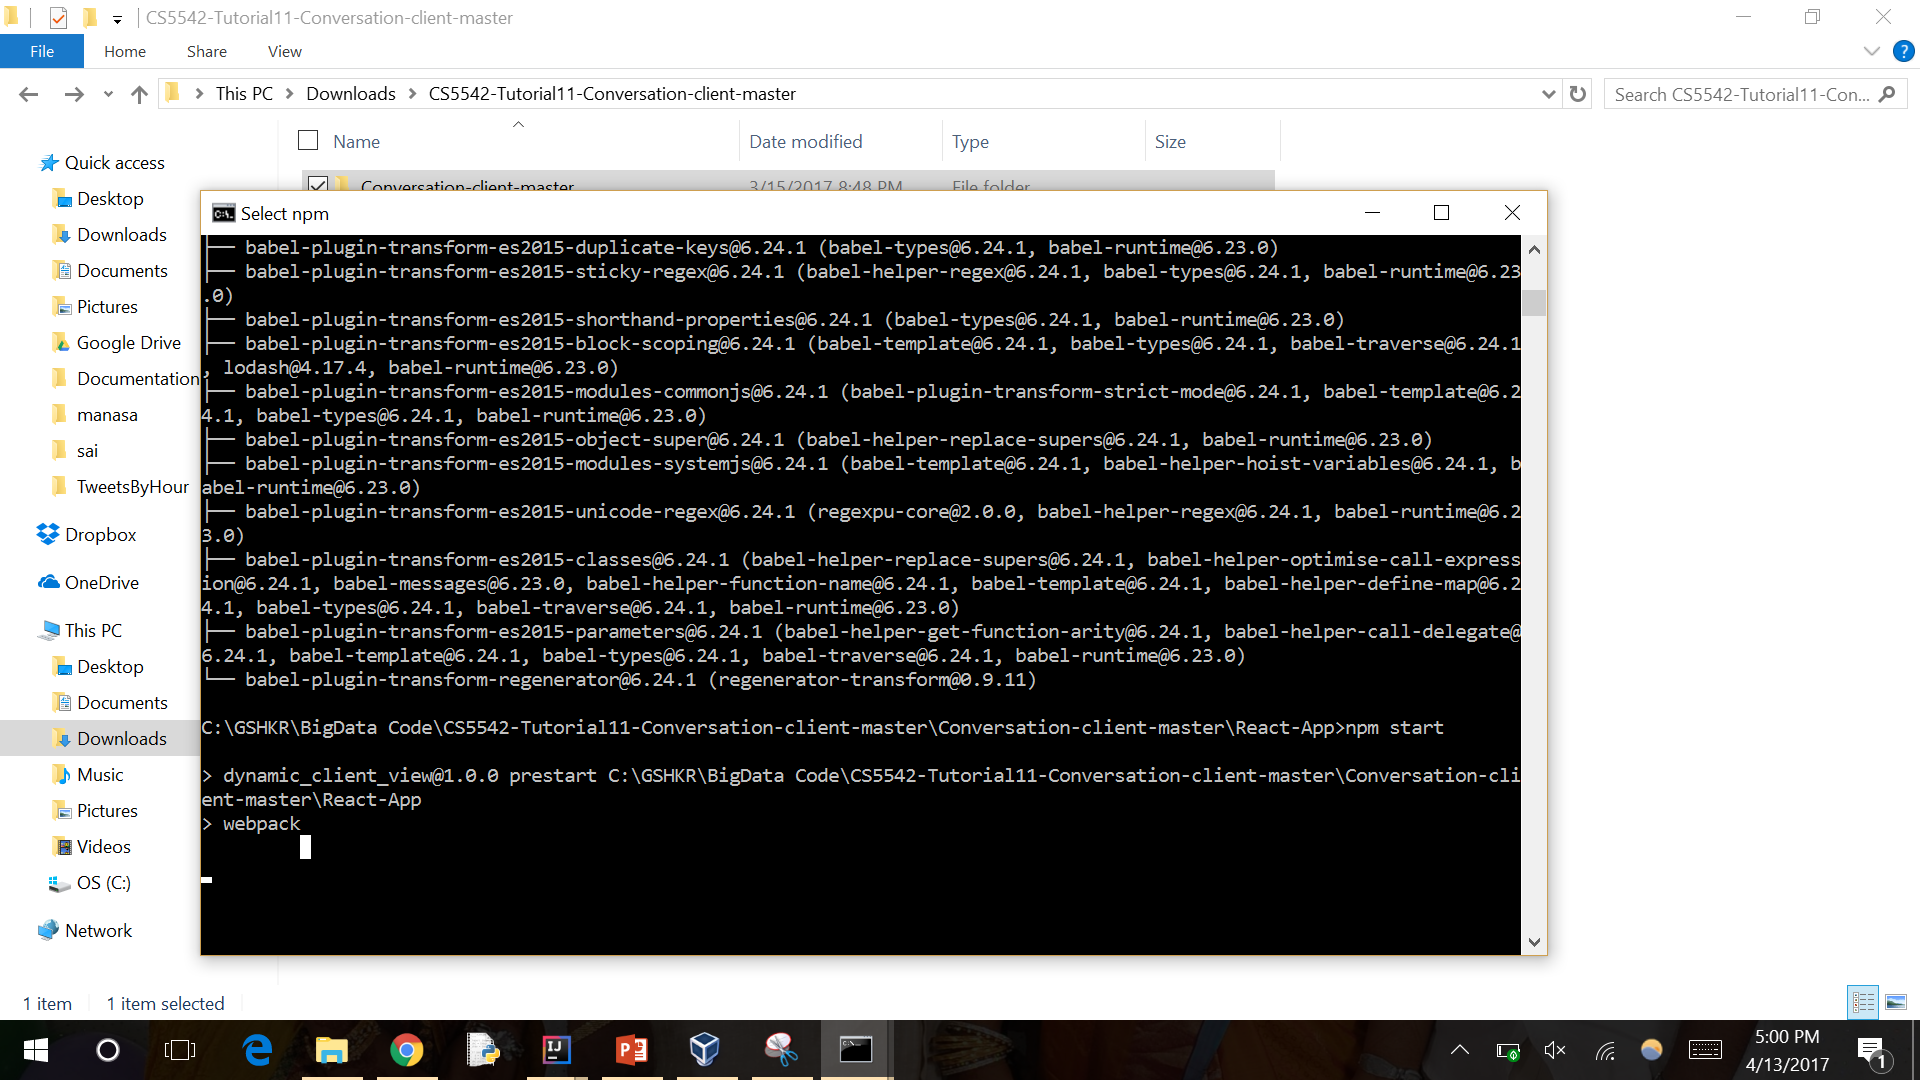 CS5542-Tutorial11-Conversation-client-master
File Home Share View
This PC Downloads CS5542-Tutorial11-Conversation-client-master
Search CS5542-Tutorial11-Con...
Name Date modified Type Size
Conversation-client-master 3/15/2017 8:48 PM File folder
Quick access
Desktop
Downloads
Documents
Pictures
Google Drive
Documentation
manasa
sai
TweetsByHour
Dropbox
OneDrive
This PC
Desktop
Documents
Downloads
Music
Pictures
Videos
OS (C:)
Network
Select npm
├── babel-plugin-transform-es2015-duplicate-keys@6.24.1 (babel-types@6.24.1, babel-runtime@6.23.0)
├── babel-plugin-transform-es2015-sticky-regex@6.24.1 (babel-helper-regex@6.24.1, babel-types@6.24.1, babel-runtime@6.23
.0)
├── babel-plugin-transform-es2015-shorthand-properties@6.24.1 (babel-types@6.24.1, babel-runtime@6.23.0)
├── babel-plugin-transform-es2015-block-scoping@6.24.1 (babel-template@6.24.1, babel-types@6.24.1, babel-traverse@6.24.1
, lodash@4.17.4, babel-runtime@6.23.0)
├── babel-plugin-transform-es2015-modules-commonjs@6.24.1 (babel-plugin-transform-strict-mode@6.24.1, babel-template@6.2
4.1, babel-types@6.24.1, babel-runtime@6.23.0)
├── babel-plugin-transform-es2015-object-super@6.24.1 (babel-helper-replace-supers@6.24.1, babel-runtime@6.23.0)
├── babel-plugin-transform-es2015-modules-systemjs@6.24.1 (babel-template@6.24.1, babel-helper-hoist-variables@6.24.1, b
abel-runtime@6.23.0)
├── babel-plugin-transform-es2015-unicode-regex@6.24.1 (regexpu-core@2.0.0, babel-helper-regex@6.24.1, babel-runtime@6.2
3.0)
├── babel-plugin-transform-es2015-classes@6.24.1 (babel-helper-replace-supers@6.24.1, babel-helper-optimise-call-express
ion@6.24.1, babel-messages@6.23.0, babel-helper-function-name@6.24.1, babel-template@6.24.1, babel-helper-define-map@6.2
4.1, babel-types@6.24.1, babel-traverse@6.24.1, babel-runtime@6.23.0)
├── babel-plugin-transform-es2015-parameters@6.24.1 (babel-helper-get-function-arity@6.24.1, babel-helper-call-delegate@
6.24.1, babel-template@6.24.1, babel-types@6.24.1, babel-traverse@6.24.1, babel-runtime@6.23.0)
└── babel-plugin-transform-regenerator@6.24.1 (regenerator-transform@0.9.11)
C:\GSHKR\BigData Code\CS5542-Tutorial11-Conversation-client-master\Conversation-client-master\React-App>npm start
> dynamic_client_view@1.0.0 prestart C:\GSHKR\BigData Code\CS5542-Tutorial11-Conversation-client-master\Conversation-cli
ent-master\React-App
> webpack
1 item 1 item selected
5:00 PM
4/13/2017
1